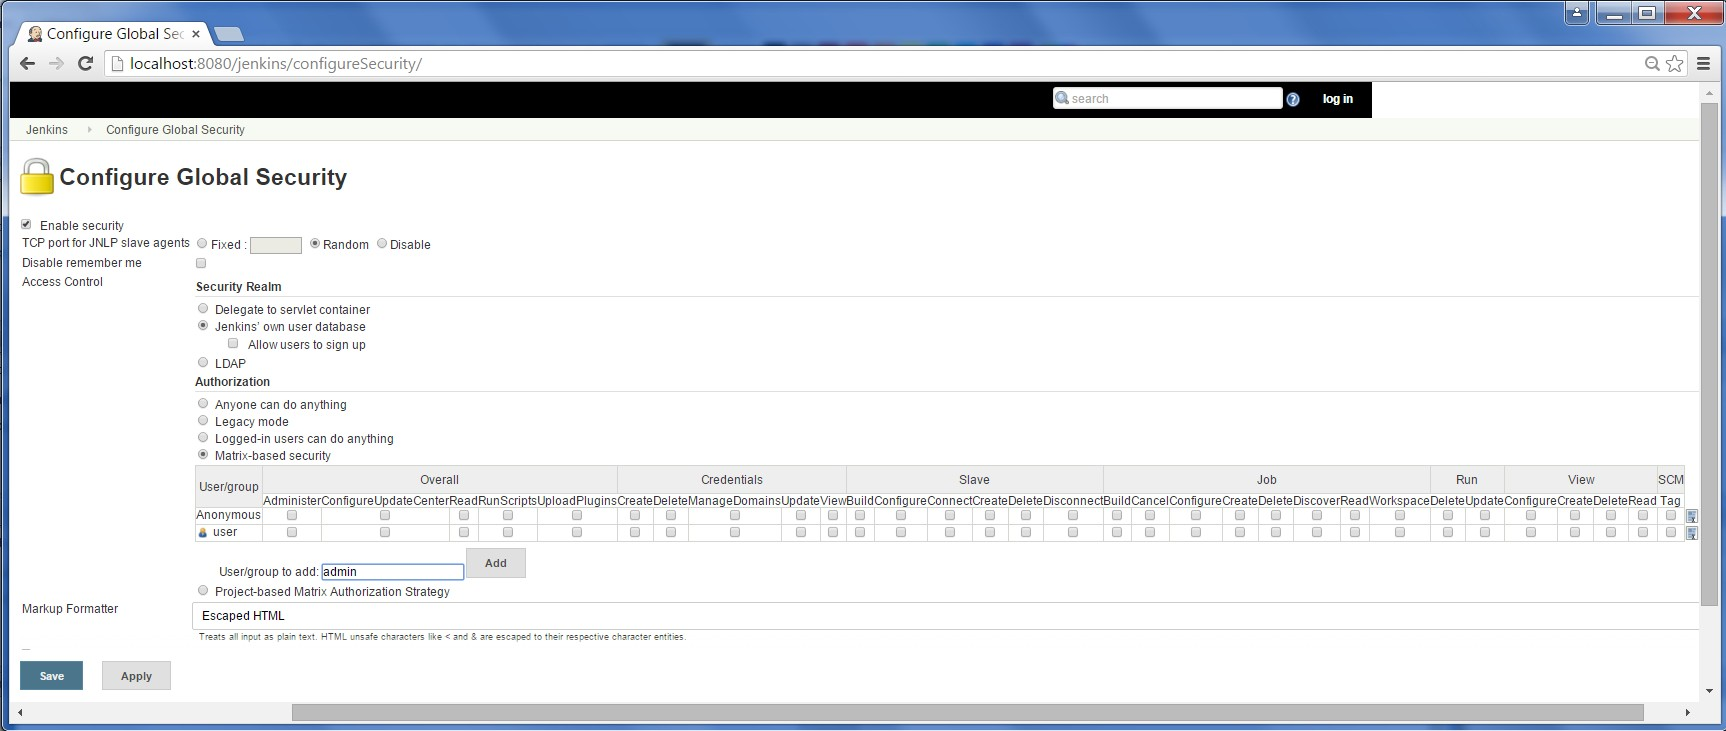 Configure Global Sec
localhost:8080/jenkins/configureSecurity/
search
log in
Jenkins Configure Global Security
Configure Global Security
Enable security
TCP port for JNLP slave agents Fixed : Random Disable
Disable remember me
Access Control
Security Realm
Delegate to servlet container
Jenkins' own user database
Allow users to sign up
LDAP
Authorization
Anyone can do anything
Legacy mode
Logged-in users can do anything
Matrix-based security
User/group Overall Credentials Slave Job Run View SCM
Administer ConfigureUpdateCenter Read RunScripts UploadPlugins Create Delete ManageDomains Update View Build Configure Connect Create Delete Disconnect Build Cancel Configure Create Delete Discover Read Workspace Delete Update Configure Create Delete Read Tag
Anonymous
user
User/group to add: admin Add
Project-based Matrix Authorization Strategy
Markup Formatter
Escaped HTML
Treats all input as plain text. HTML unsafe characters like < and & are escaped to their respective character entities.
Save Apply